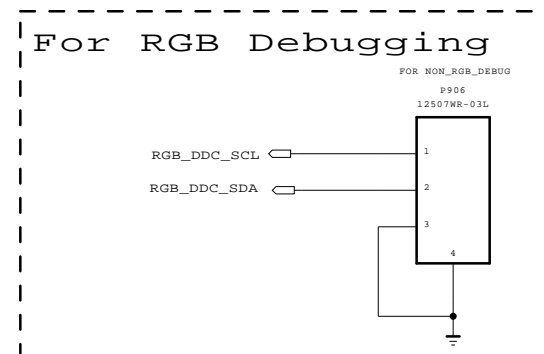 For RGB Debugging
FOR NON_RGB_DEBUG
P906
12507WR-03L
RGB_DDC_SCL
1
RGB_DDC_SDA
2
3
4